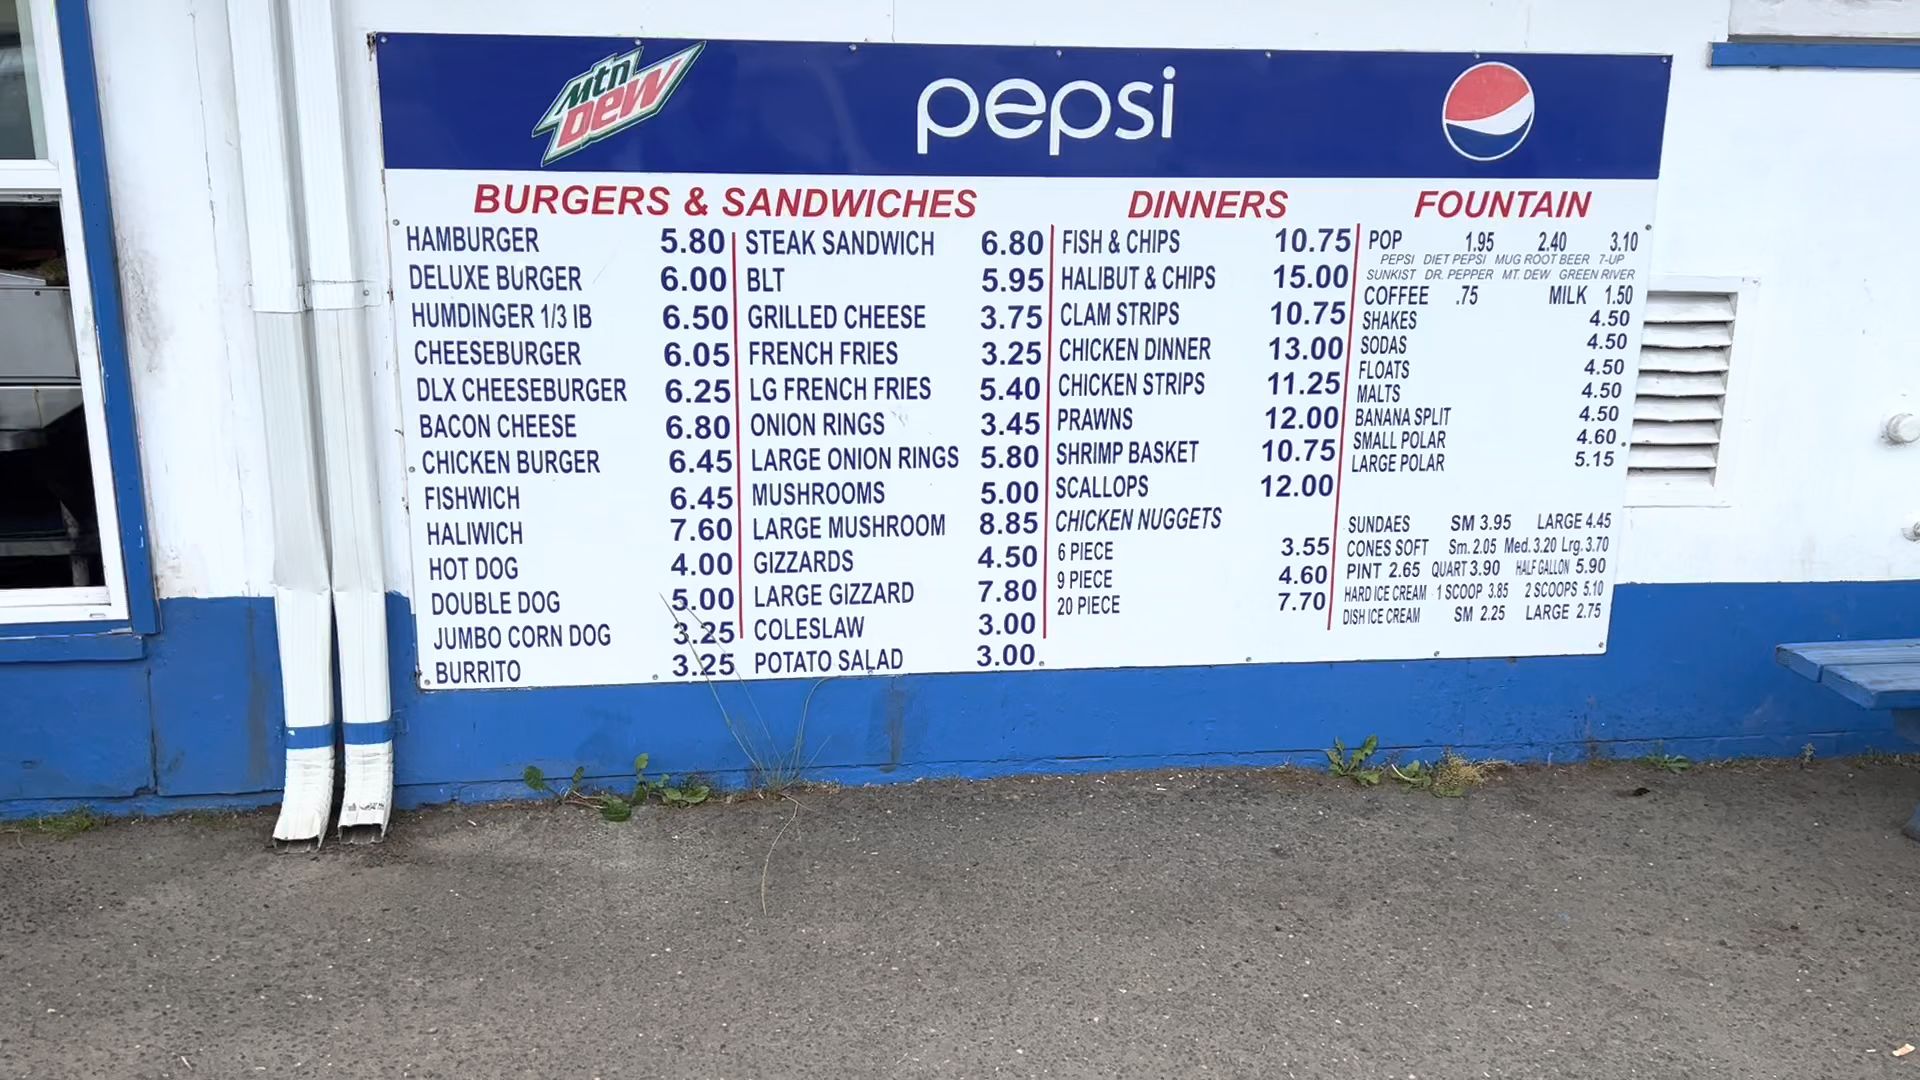 Mtn
Dew
pepsi
BURGERS & SANDWICHES
HAMBURGER 5.80
DELUXE BURGER 6.00
HUMDINGER 1/3 lB 6.50
CHEESEBURGER 6.05
DLX CHEESEBURGER 6.25
BACON CHEESE 6.80
CHICKEN BURGER 6.45
FISHWICH 6.45
HALIWICH 7.60
HOT DOG 4.00
DOUBLE DOG 5.00
JUMBO CORN DOG 3.25
BURRITO 3.25
STEAK SANDWICH 6.80
BLT 5.95
GRILLED CHEESE 3.75
FRENCH FRIES 3.25
LG FRENCH FRIES 5.40
ONION RINGS 3.45
LARGE ONION RINGS 5.80
MUSHROOMS 5.00
LARGE MUSHROOM 8.85
GIZZARDS 4.50
LARGE GIZZARD 7.80
COLESLAW 3.00
POTATO SALAD 3.00
DINNERS
FISH & CHIPS 10.75
HALIBUT & CHIPS 15.00
CLAM STRIPS 10.75
CHICKEN DINNER 13.00
CHICKEN STRIPS 11.25
PRAWNS 12.00
SHRIMP BASKET 10.75
SCALLOPS 12.00
CHICKEN NUGGETS
6 PIECE 3.55
9 PIECE 4.60
20 PIECE 7.70
FOUNTAIN
POP 1.95 2.40 3.10
PEPSI DIET PEPSI MUG ROOT BEER 7-UP
SUNKIST DR. PEPPER MT. DEW GREEN RIVER
COFFEE .75 MILK 1.50
SHAKES 4.50
SODAS 4.50
FLOATS 4.50
MALTS 4.50
BANANA SPLIT 4.50
SMALL POLAR 4.60
LARGE POLAR 5.15
SUNDAES SM 3.95 LARGE 4.45
CONES SOFT Sm. 2.05 Med. 3.20 Lrg. 3.70
PINT 2.65 QUART 3.90 HALF GALLON 5.90
HARD ICE CREAM 1 SCOOP 3.85 2 SCOOPS 5.10
DISH ICE CREAM SM 2.25 LARGE 2.75